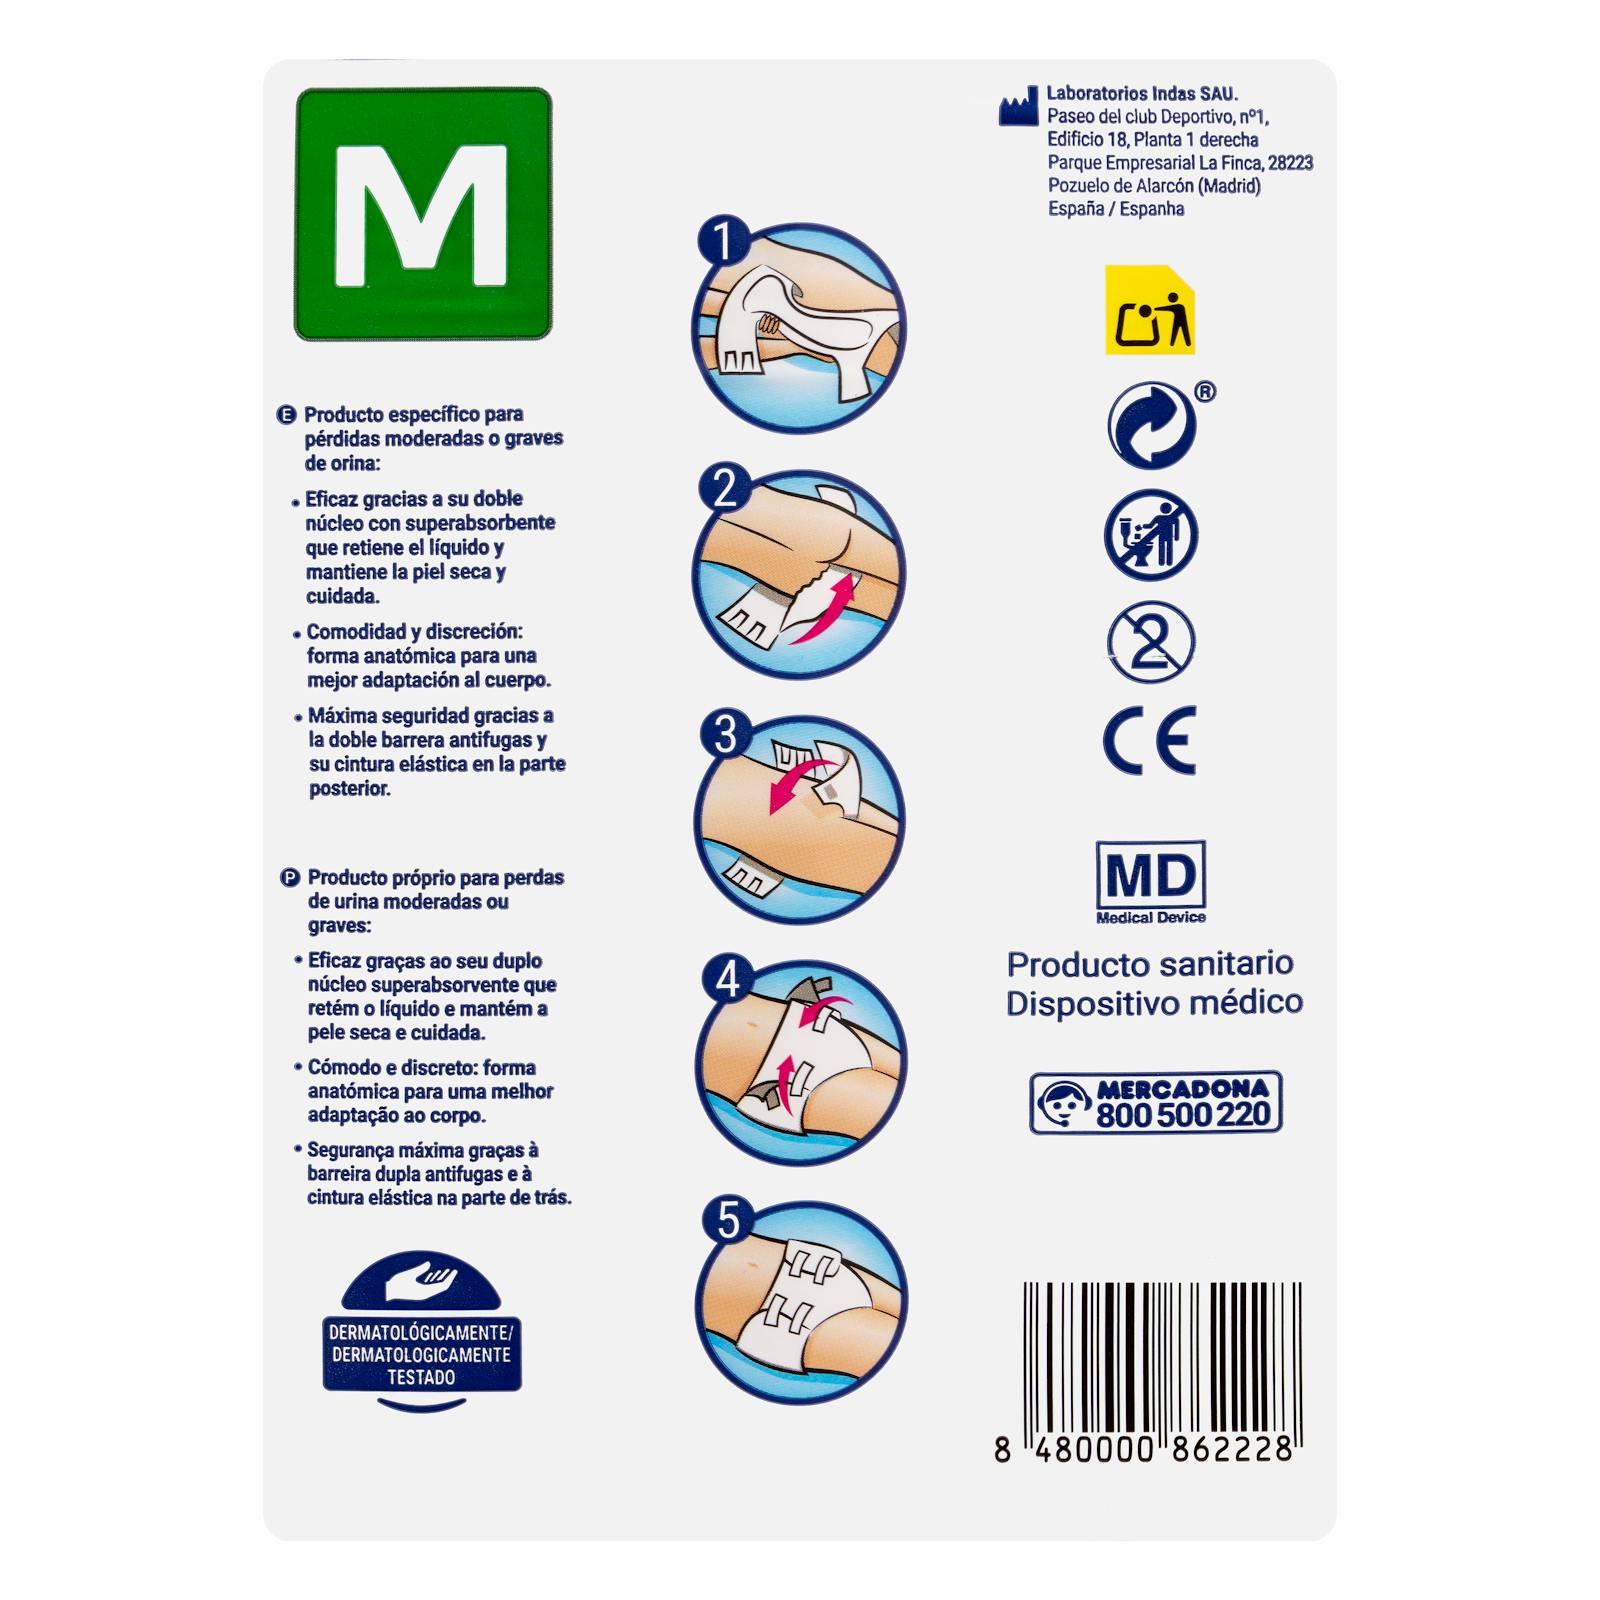 M
E Producto específico para
pérdidas moderadas o graves
de orina:
• Eficaz gracias a su doble
núcleo con superabsorbente
que retiene el líquido y
mantiene la piel seca y
cuidada.
• Comodidad y discreción:
forma anatómica para una
mejor adaptación al cuerpo.
• Máxima seguridad gracias a
la doble barrera antifugas y
su cintura elástica en la parte
posterior.
P Producto próprio para perdas
de urina moderadas ou
graves:
• Eficaz graças ao seu duplo
núcleo superabsorvente que
retém o líquido e mantém a
pele seca e cuidada.
• Cómodo e discreto: forma
anatómica para uma melhor
adaptação ao corpo.
• Segurança máxima graças à
barreira dupla antifugas e à
cintura elástica na parte de trás.
DERMATOLÓGICAMENTE/
DERMATOLOGICAMENTE
TESTADO
1
2
3
4
5
Laboratorios Indas SAU.
Paseo del club Deportivo, nº1,
Edificio 18, Planta 1 derecha
Parque Empresarial La Finca, 28223
Pozuelo de Alarcón (Madrid)
España / Espanha
®
2
CE
MD
Medical Device
Producto sanitario
Dispositivo médico
MERCADONA
800 500 220
8 480000 862228